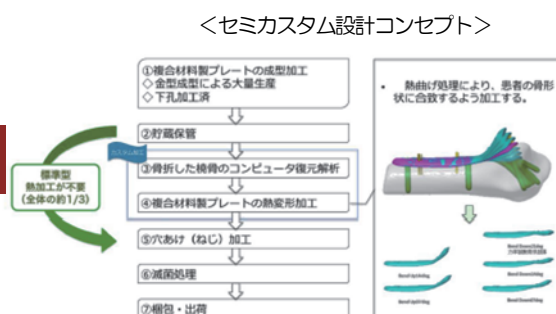 ＜セミカスタム設計コンセプト＞
①複合材料製プレートの成型加工
◇金型成型による大量生産
◇下孔加工済
②貯蔵保管
カスタム加工
③骨折した橈骨のコンピュータ復元解析
④複合材料製プレートの熱変形加工
⑤穴あけ（ねじ）加工
⑥滅菌処理
⑦梱包・出荷
標準型
熱加工が不要
（全体の約1/3）
• 熱曲げ処理により、患者の骨形
状に合致するよう加工する。